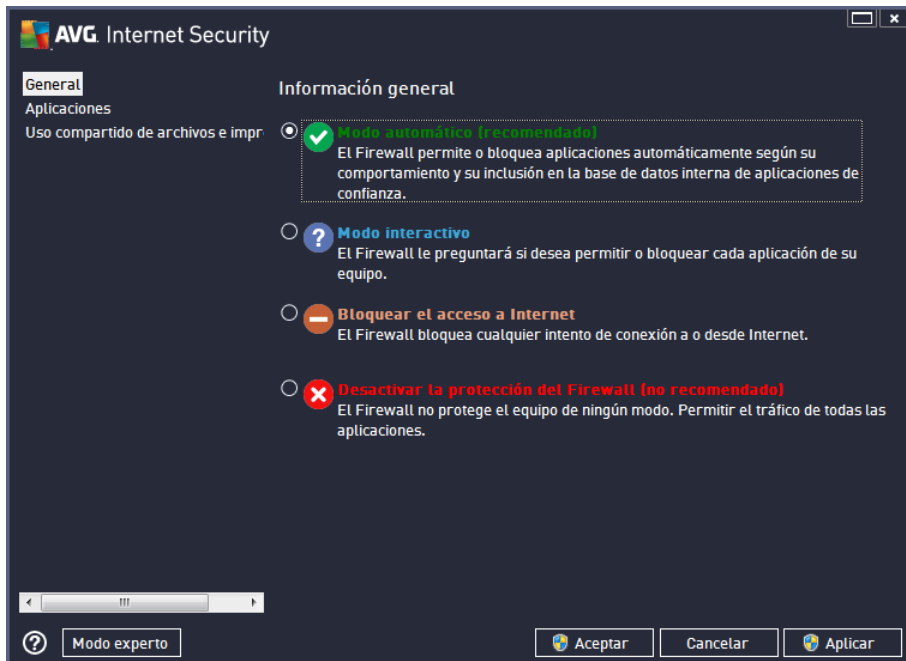 AVG. Internet Security
General
Aplicaciones
Uso compartido de archivos e impr
Información general
Modo automático (recomendado)
El Firewall permite o bloquea aplicaciones automáticamente según su
comportamiento y su inclusión en la base de datos interna de aplicaciones de
confianza.
Modo interactivo
El Firewall le preguntará si desea permitir o bloquear cada aplicación de su
equipo.
Bloquear el acceso a Internet
El Firewall bloquea cualquier intento de conexión a o desde Internet.
Desactivar la protección del Firewall (no recomendado)
El Firewall no protege el equipo de ningún modo. Permitir el tráfico de todas las
aplicaciones.
Modo experto
Aceptar
Cancelar
Aplicar